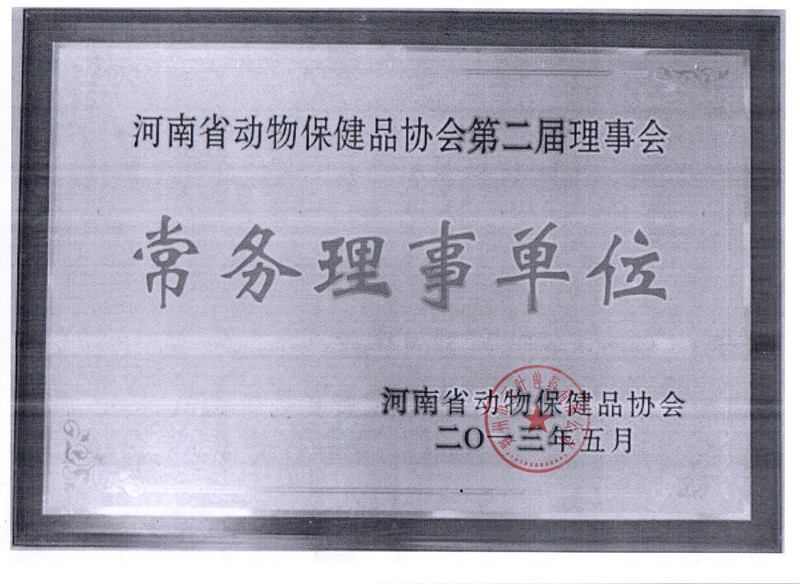 河南省动物保健品协会第二届理事会
常务理事单位
河南省动物保健品协会
二〇一三年五月